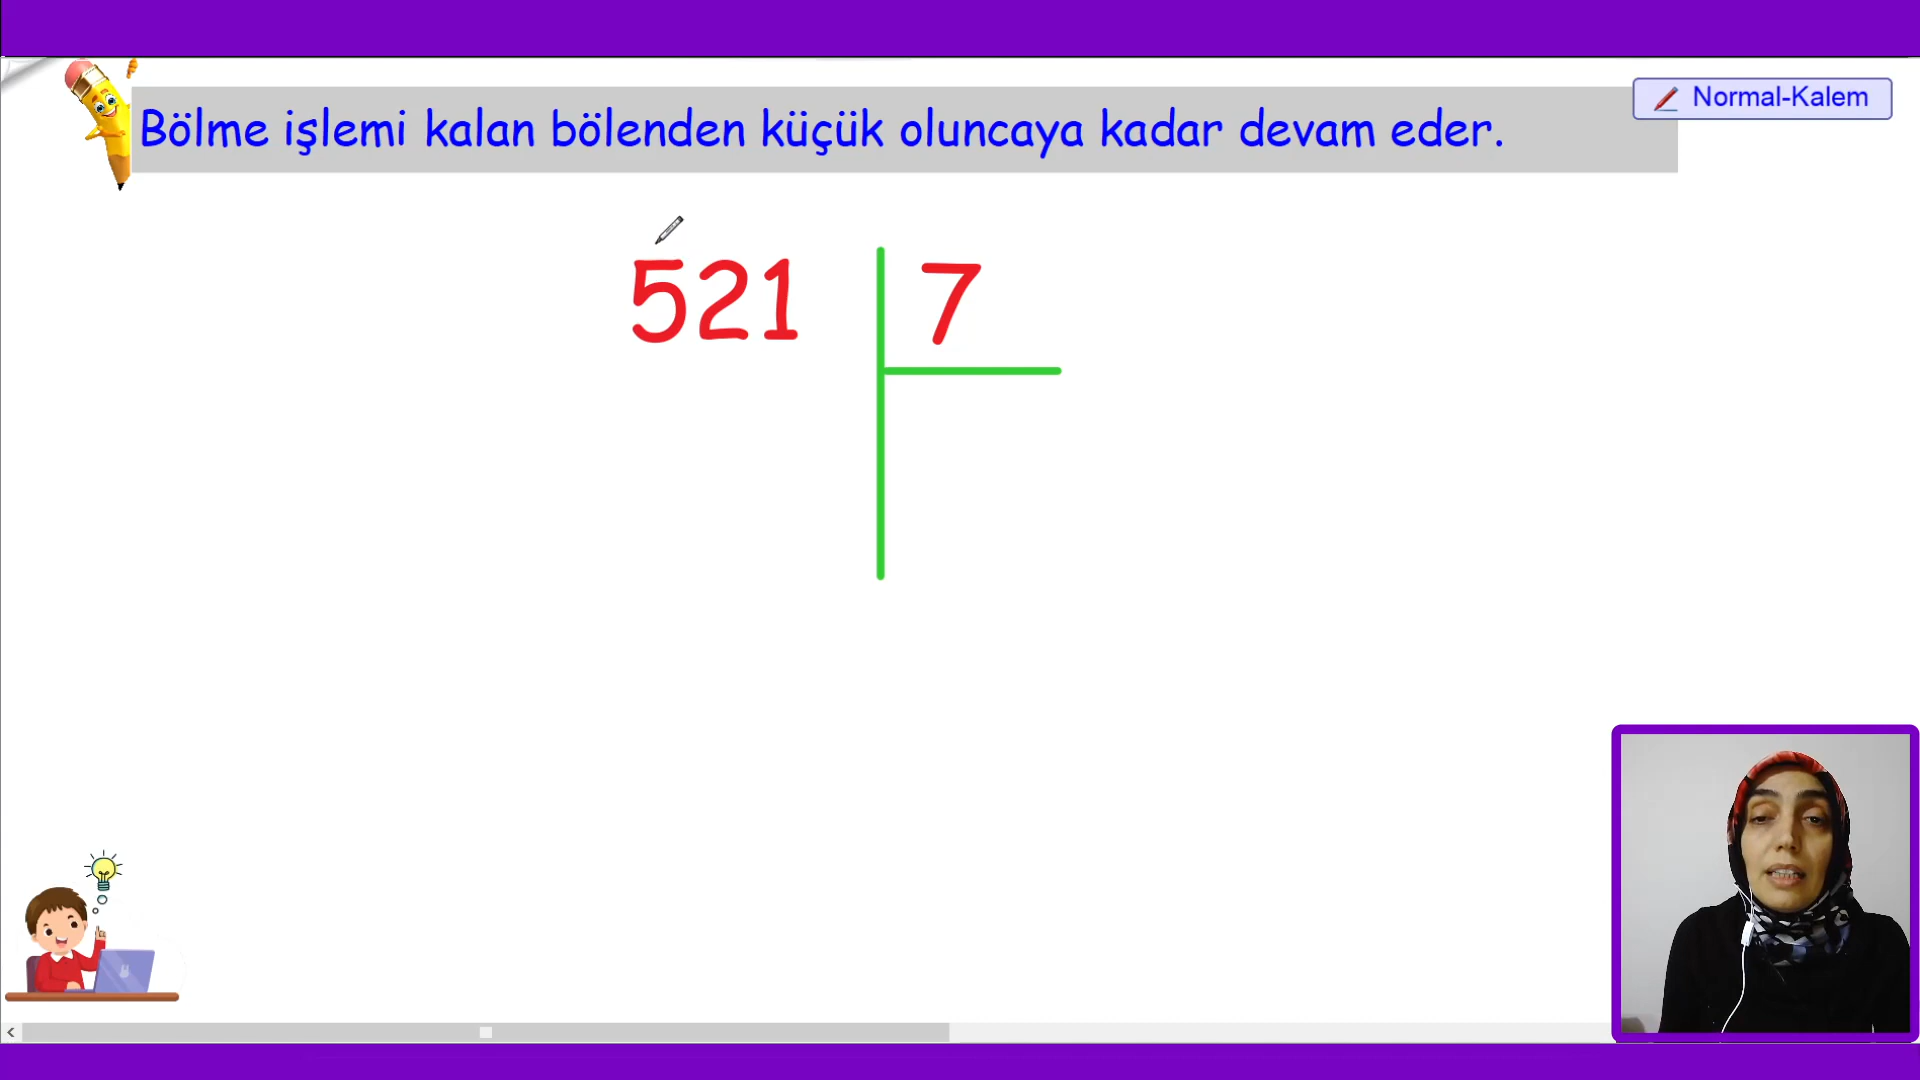 Normal-Kalem
Bölme işlemi kalan bölenden küçük oluncaya kadar devam eder.
521 7